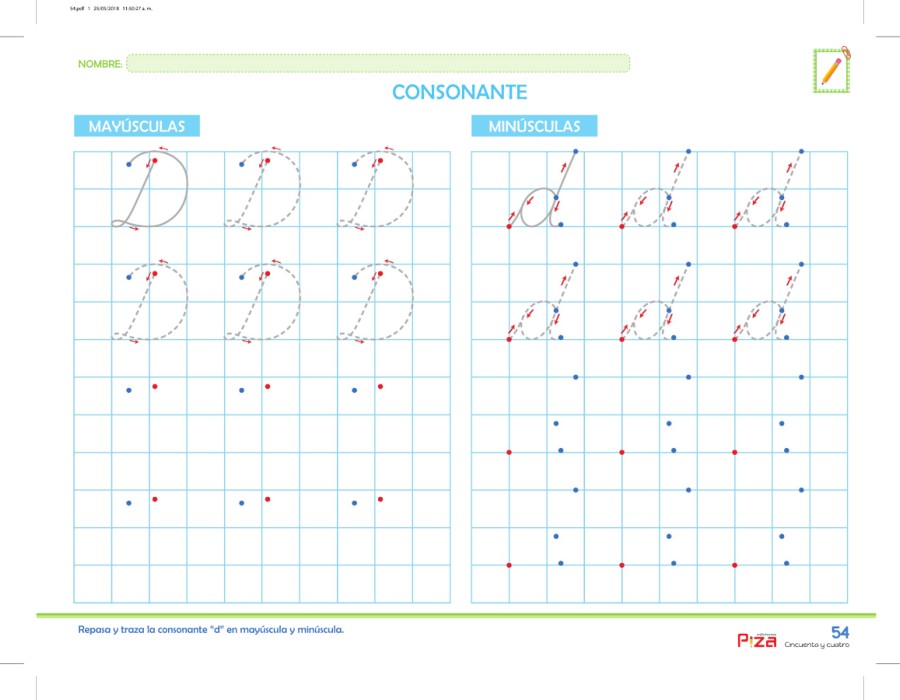 54.pdf 1 25/05/2018 11:50:27 a. m.
NOMBRE:
CONSONANTE
MAYÚSCULAS
MINÚSCULAS
D D D
d d d
D D D
d d d
Repasa y traza la consonante “d” en mayúscula y minúscula.
54
PiZA
Cincuenta y cuatro